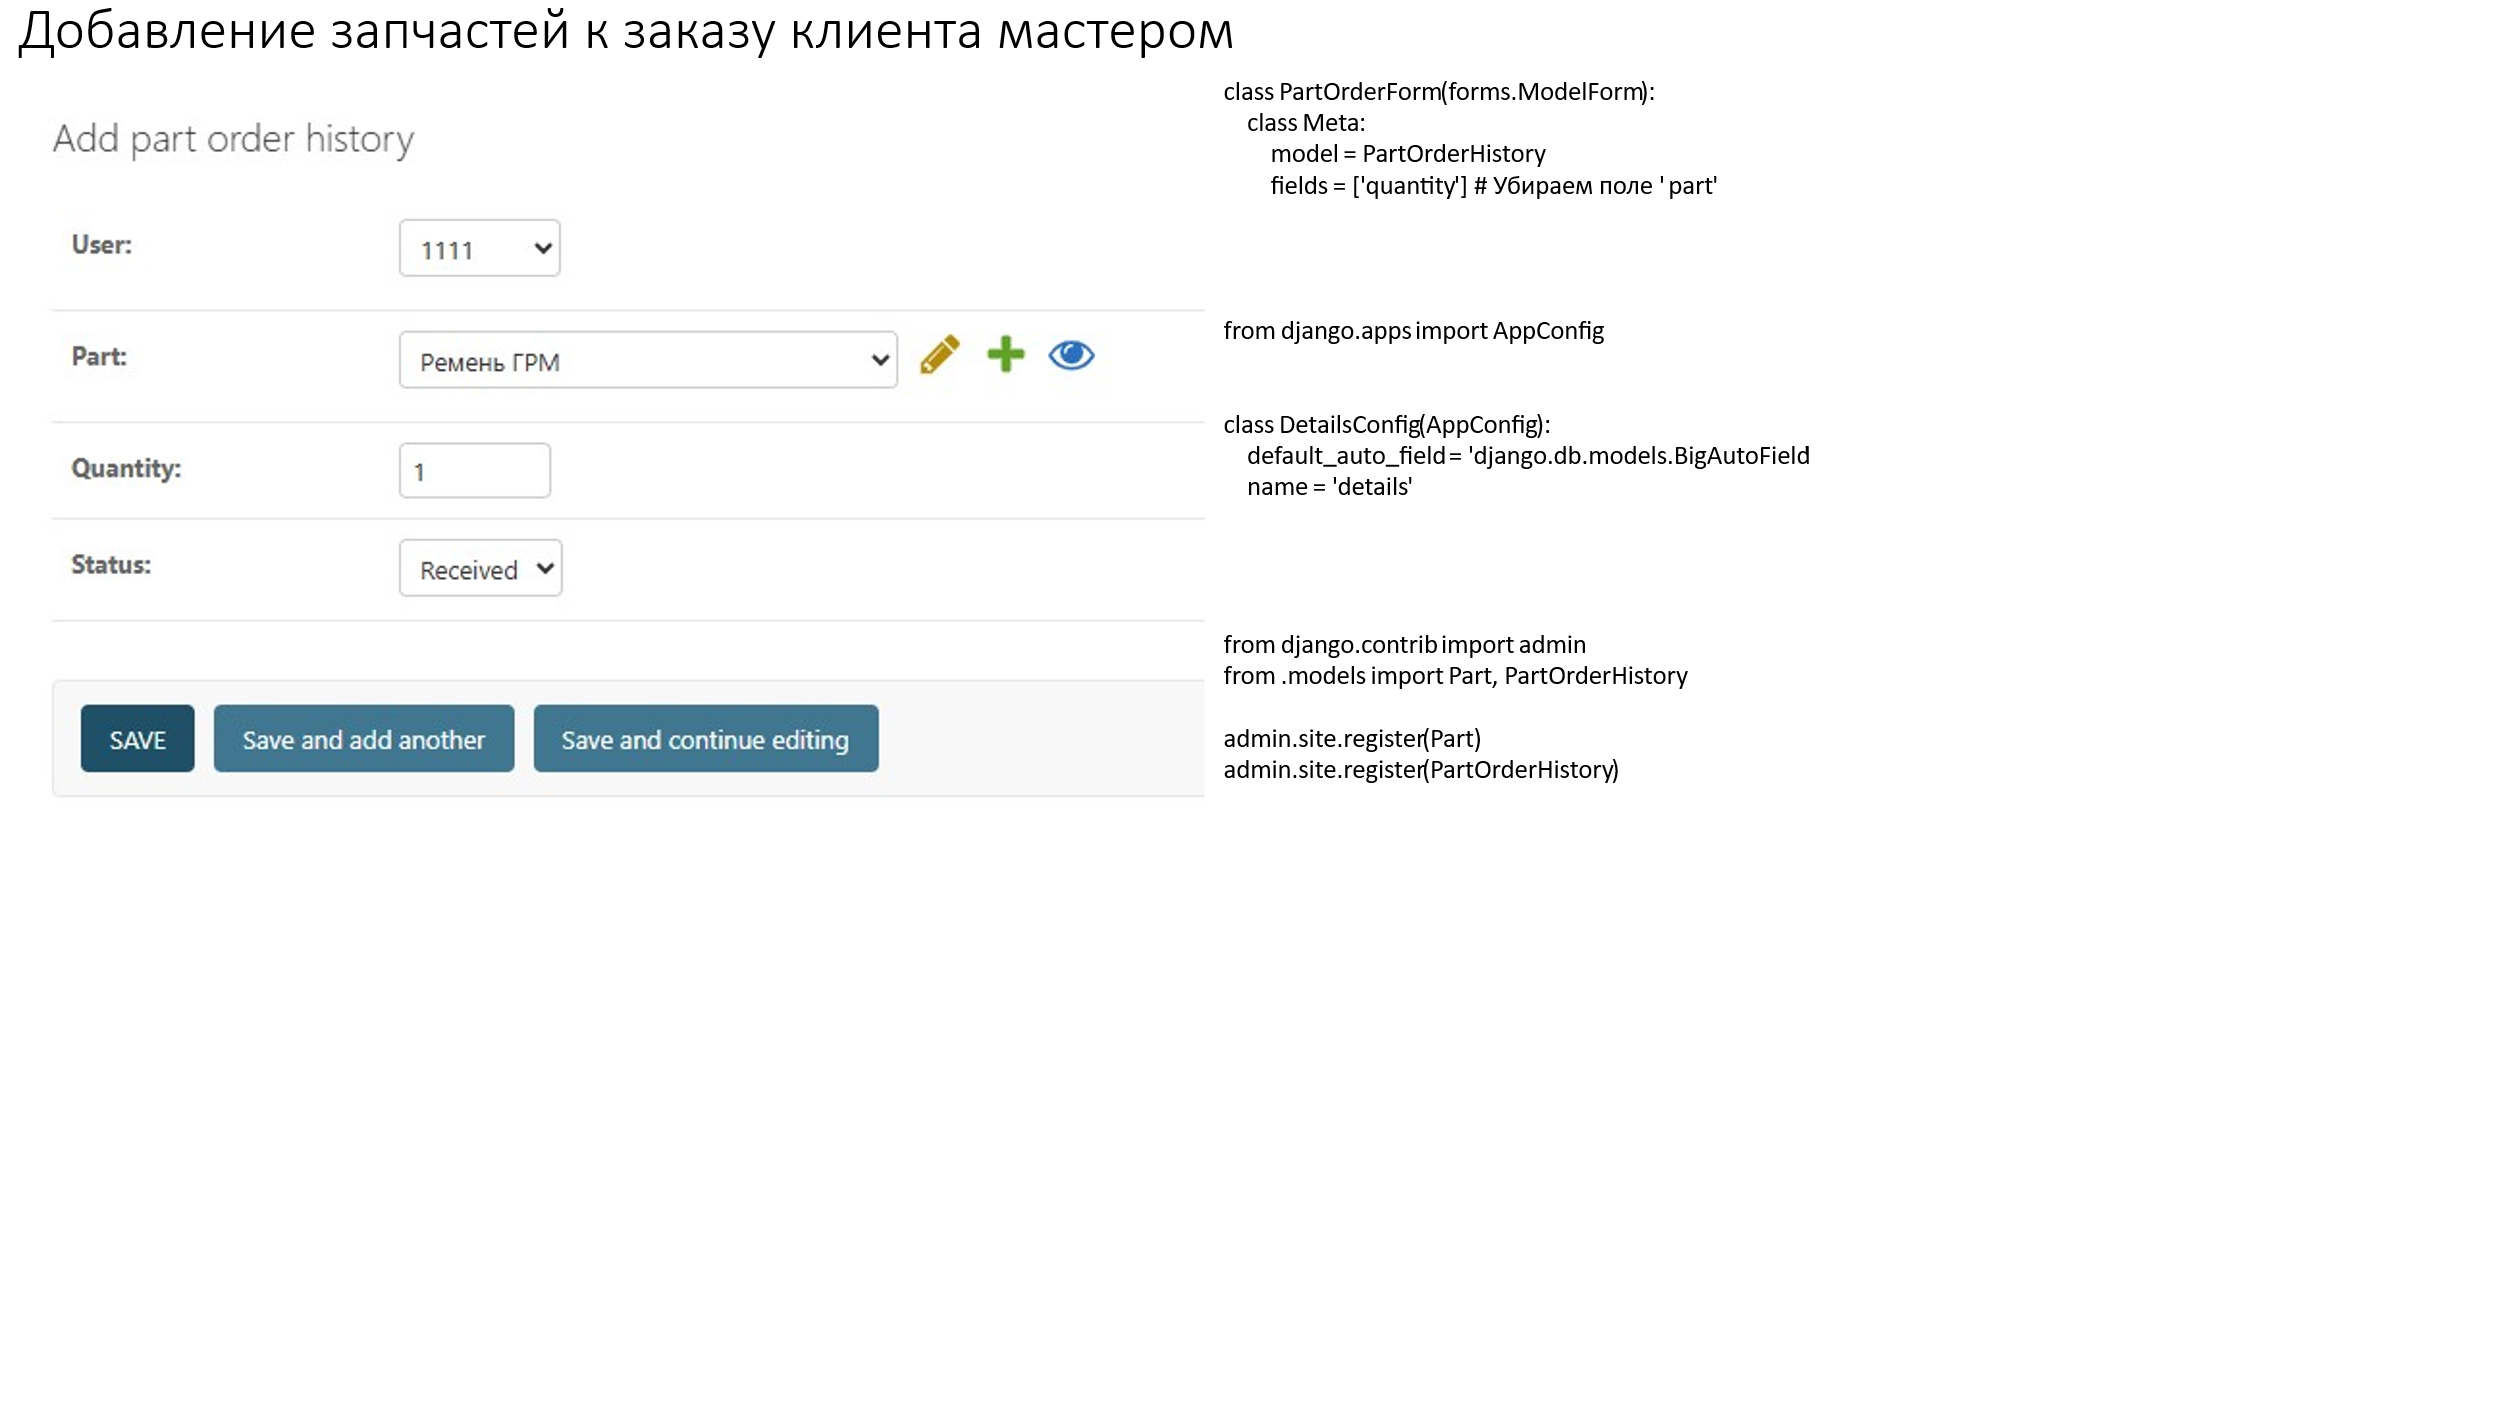 Добавление запчастей к заказу клиента мастером
Add part order history
User:
1111
Part:
Ремень ГРМ
Quantity:
1
Status:
Received
SAVE
Save and add another
Save and continue editing
class PartOrderForm(forms.ModelForm):
class Meta:
model = PartOrderHistory
fields = ['quantity'] # Убираем поле 'part'
from django.apps import AppConfig
class DetailsConfig(AppConfig):
default_auto_field = 'django.db.models.BigAutoField
name = 'details'
from django.contrib import admin
from .models import Part, PartOrderHistory
admin.site.register(Part)
admin.site.register(PartOrderHistory)